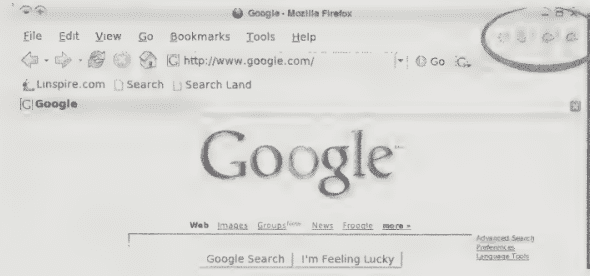 Google - Mozilla Firefox
File Edit View Go Bookmarks Tools Help
G http://www.google.com/ Go G
Linspire.com Search Search Land
G Google
Google
Web Images Groups News Froogle more »
Advanced Search
Preferences
Language Tools
Google Search I'm Feeling Lucky